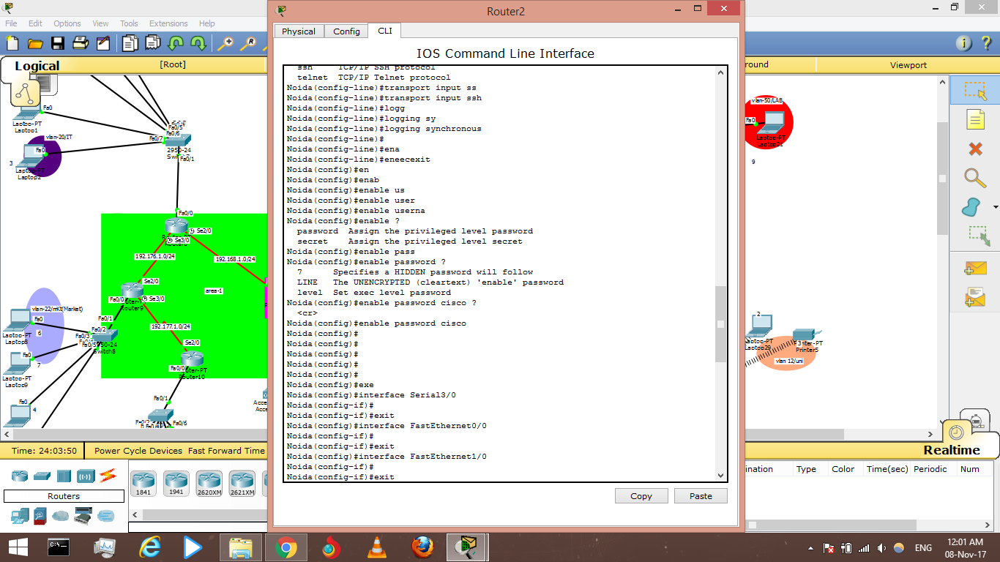 Router2
File Edit Options View Tools Extensions Help
Physical Config CLI
IOS Command Line Interface
Logical
[Root]
Viewport
ssh TCP/IP SSH protocol
telnet TCP/IP Telnet protocol
Noida(config-line)#transport input ss
Noida(config-line)#transport input ssh
Noida(config-line)#logg
Noida(config-line)#logging sy
Noida(config-line)#logging synchronous
Noida(config-line)#
Noida(config-line)#ena
Noida(config-line)#eneecexit
Noida(config)#en
Noida(config)#enab
Noida(config)#enable us
Noida(config)#enable user
Noida(config)#enable userna
Noida(config)#enable ?
password Assign the privileged level password
secret Assign the privileged level secret
Noida(config)#enable pass
Noida(config)#enable password ?
7 Specifies a HIDDEN password will follow
LINE The UNENCRYPTED (cleartext) 'enable' password
level Set exec level password
Noida(config)#enable password cisco ?
<cr>
Noida(config)#enable password cisco
Noida(config)#
Noida(config)#
Noida(config)#
Noida(config)#
Noida(config)#
Noida(config)#exe
Noida(config)#interface Serial3/0
Noida(config-if)#
Noida(config-if)#exit
Noida(config)#interface FastEthernet0/0
Noida(config-if)#
Noida(config-if)#exit
Noida(config)#interface FastEthernet1/0
Noida(config-if)#
Noida(config-if)#exit
Copy Paste
Fa0
Laptop-PT
Laptop1
vlan-20/IT
Fa0
3
Laptop-PT
Laptop2
Fa0/5
Fa0/6
Fa0/7
2950-24
Fa0/1
Fa0/0
Se2/0
Se3/0
192.176.1.0/24
192.168.1.0/24
Se2/0
area-1
Fa0/0
Se3/0
Router9
192.177.1.0/24
Se2/0
Fa0/0
Router10
vlan-22/mKt(Market)
Fa0/1
Fa0
Fa0/2
Fa0/3
6
Laptop-PT
Laptop8
Switch8
Fa0
7
Laptop-PT
Laptop9
Fa0
4
Fa0/1
Fa0/6
vlan-50/LAB
Fa0
Laptop-PT
9
2
Laptop29
Printer5
vlan 12/uni
Time: 24:03:50 Power Cycle Devices Fast Forward Time
Realtime
Type Color Time(sec) Periodic Num
Routers
1841 1941 2620XM 2621XM
ENG
12:01 AM
08-Nov-17